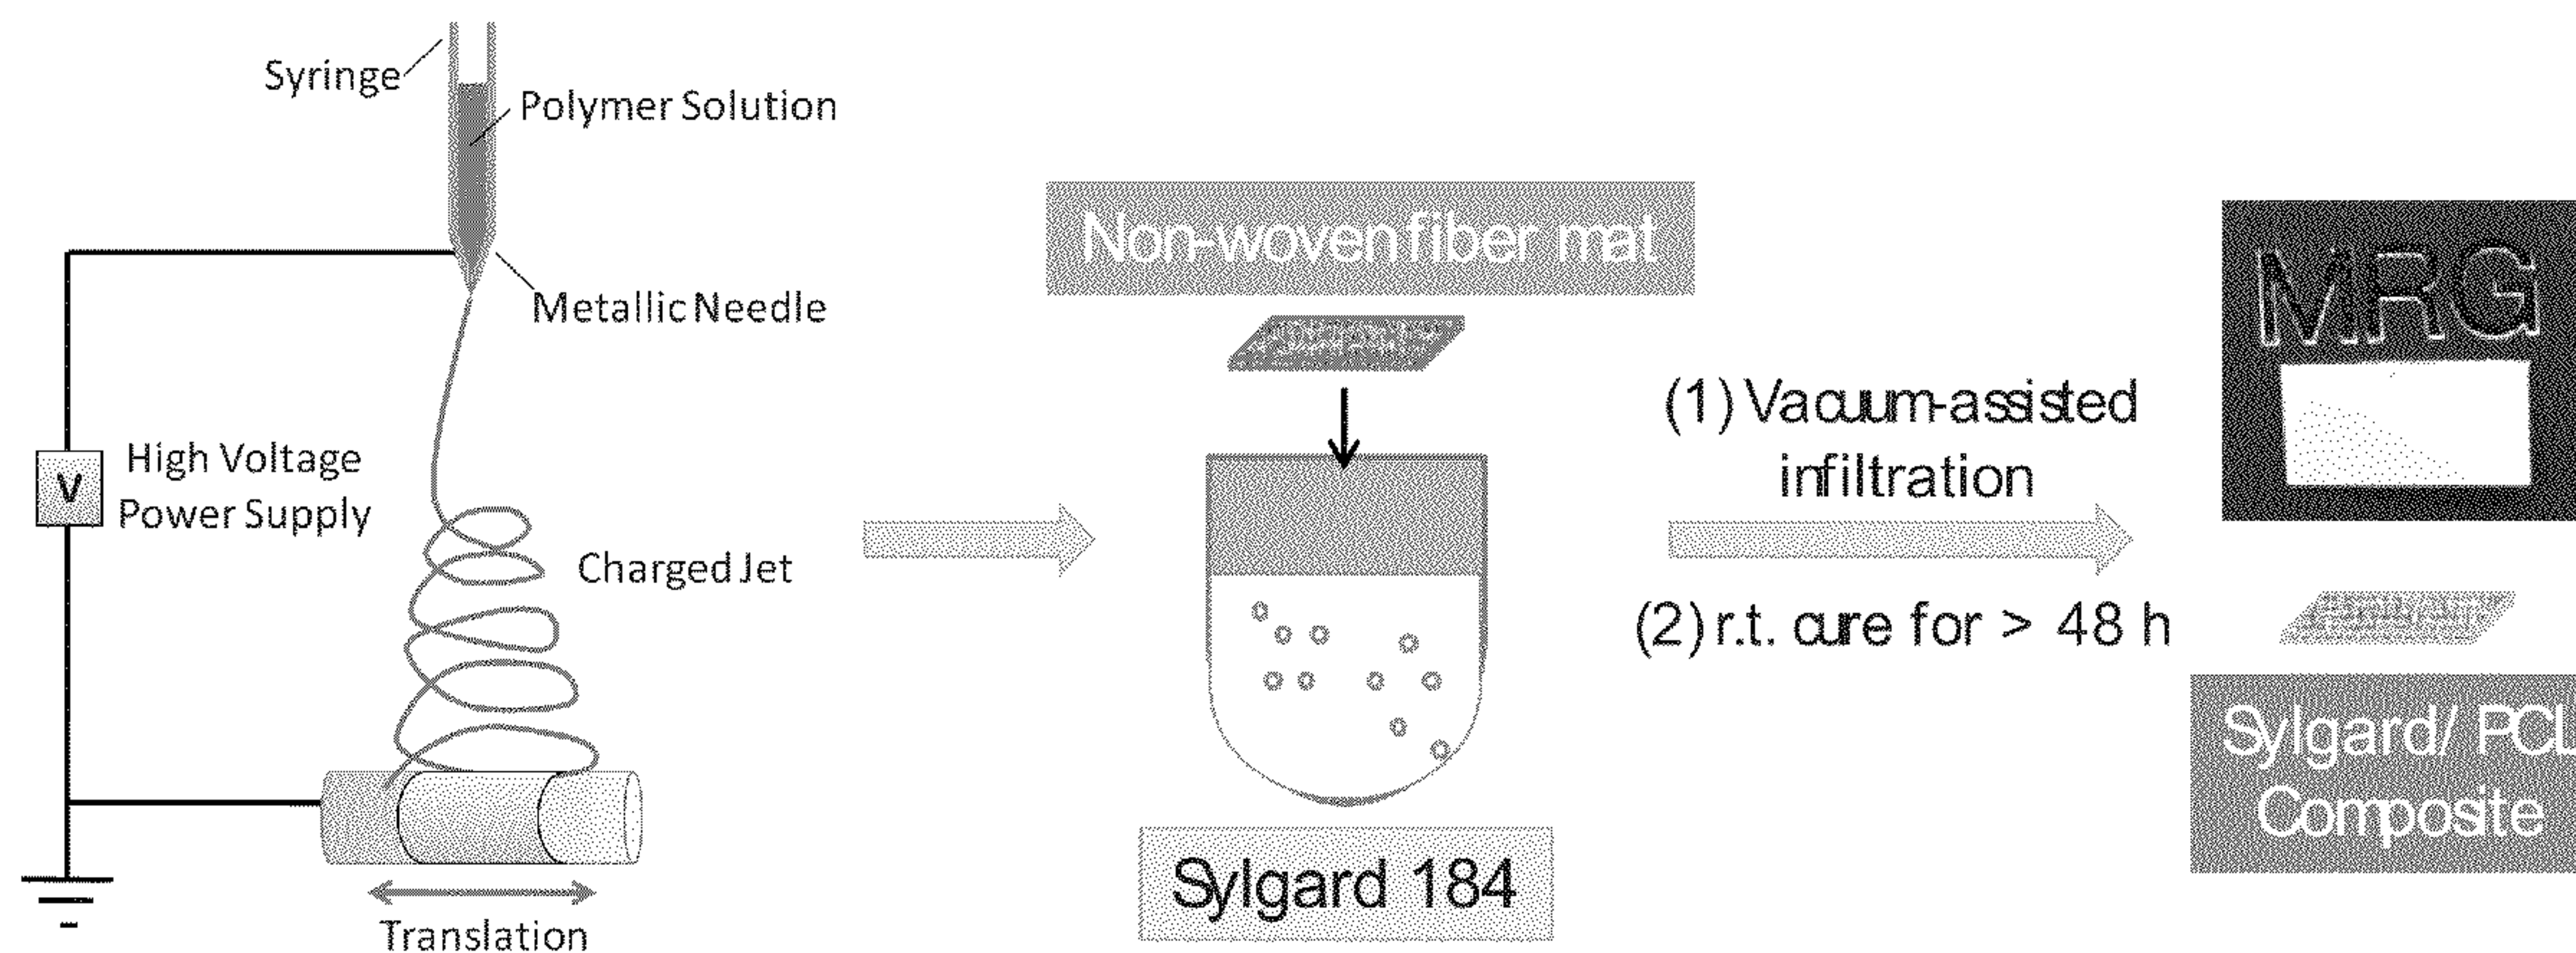 Syringe
Polymer Solution
Metallic Needle
High Voltage
Power Supply
V
Charged Jet
Translation
Non-woven fiber mat
Sylgard 184
(1) Vacuum-assisted
infiltration
(2) r.t. cure for > 48 h
MRG
Sylgard/ PCL
Composite